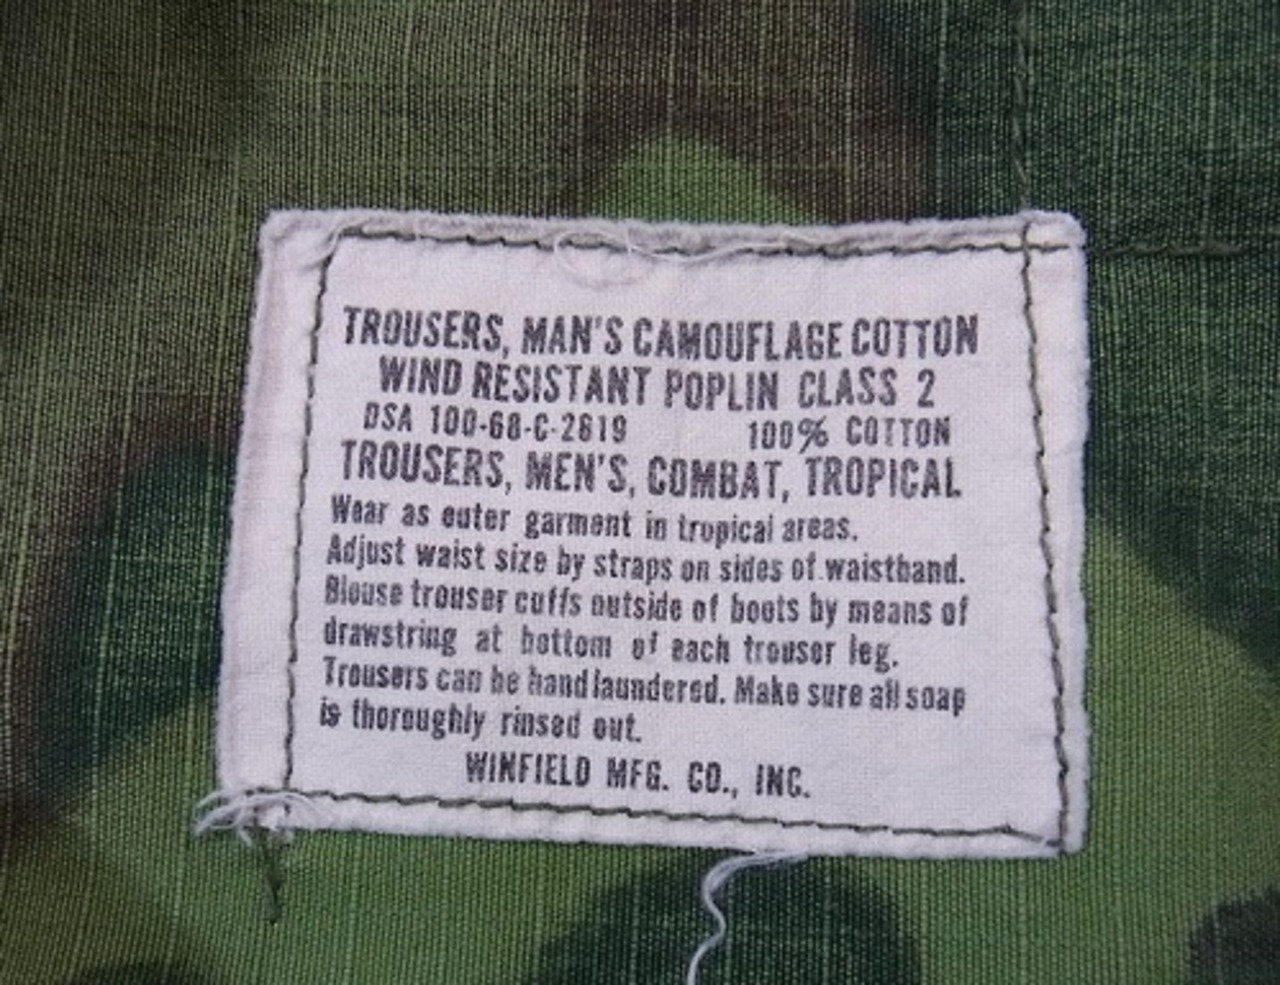 TROUSERS, MAN'S CAMOUFLAGE COTTON
WIND RESISTANT POPLIN CLASS 2
DSA 100-68-C-2619 100% COTTON
TROUSERS, MEN'S, COMBAT, TROPICAL
Wear as outer garment in tropical areas.
Adjust waist size by straps on sides of waistband.
Blouse trouser cuffs outside of boots by means of
drawstring at bottom of each trouser leg.
Trousers can be hand laundered. Make sure all soap
is thoroughly rinsed out.
WINFIELD MFG. CO., INC.